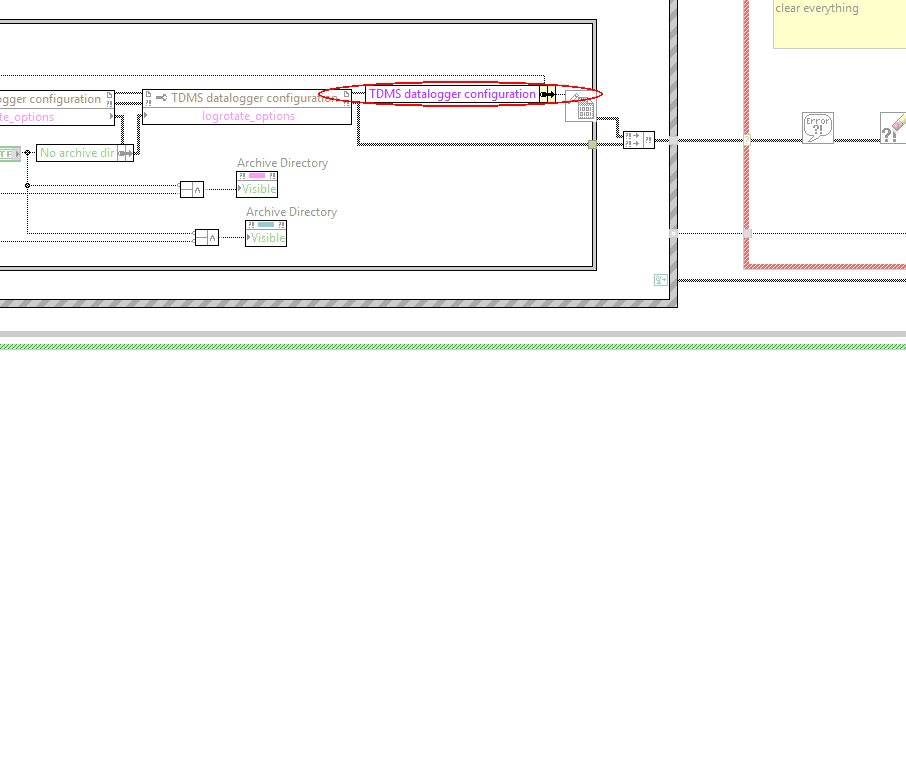 clear everything
ogger configuration
TDMS datalogger configuration
TDMS datalogger configuration
te_options
logrotate_options
Error
?!
TF
No archive dir
Archive Directory
Visible
Archive Directory
Visible